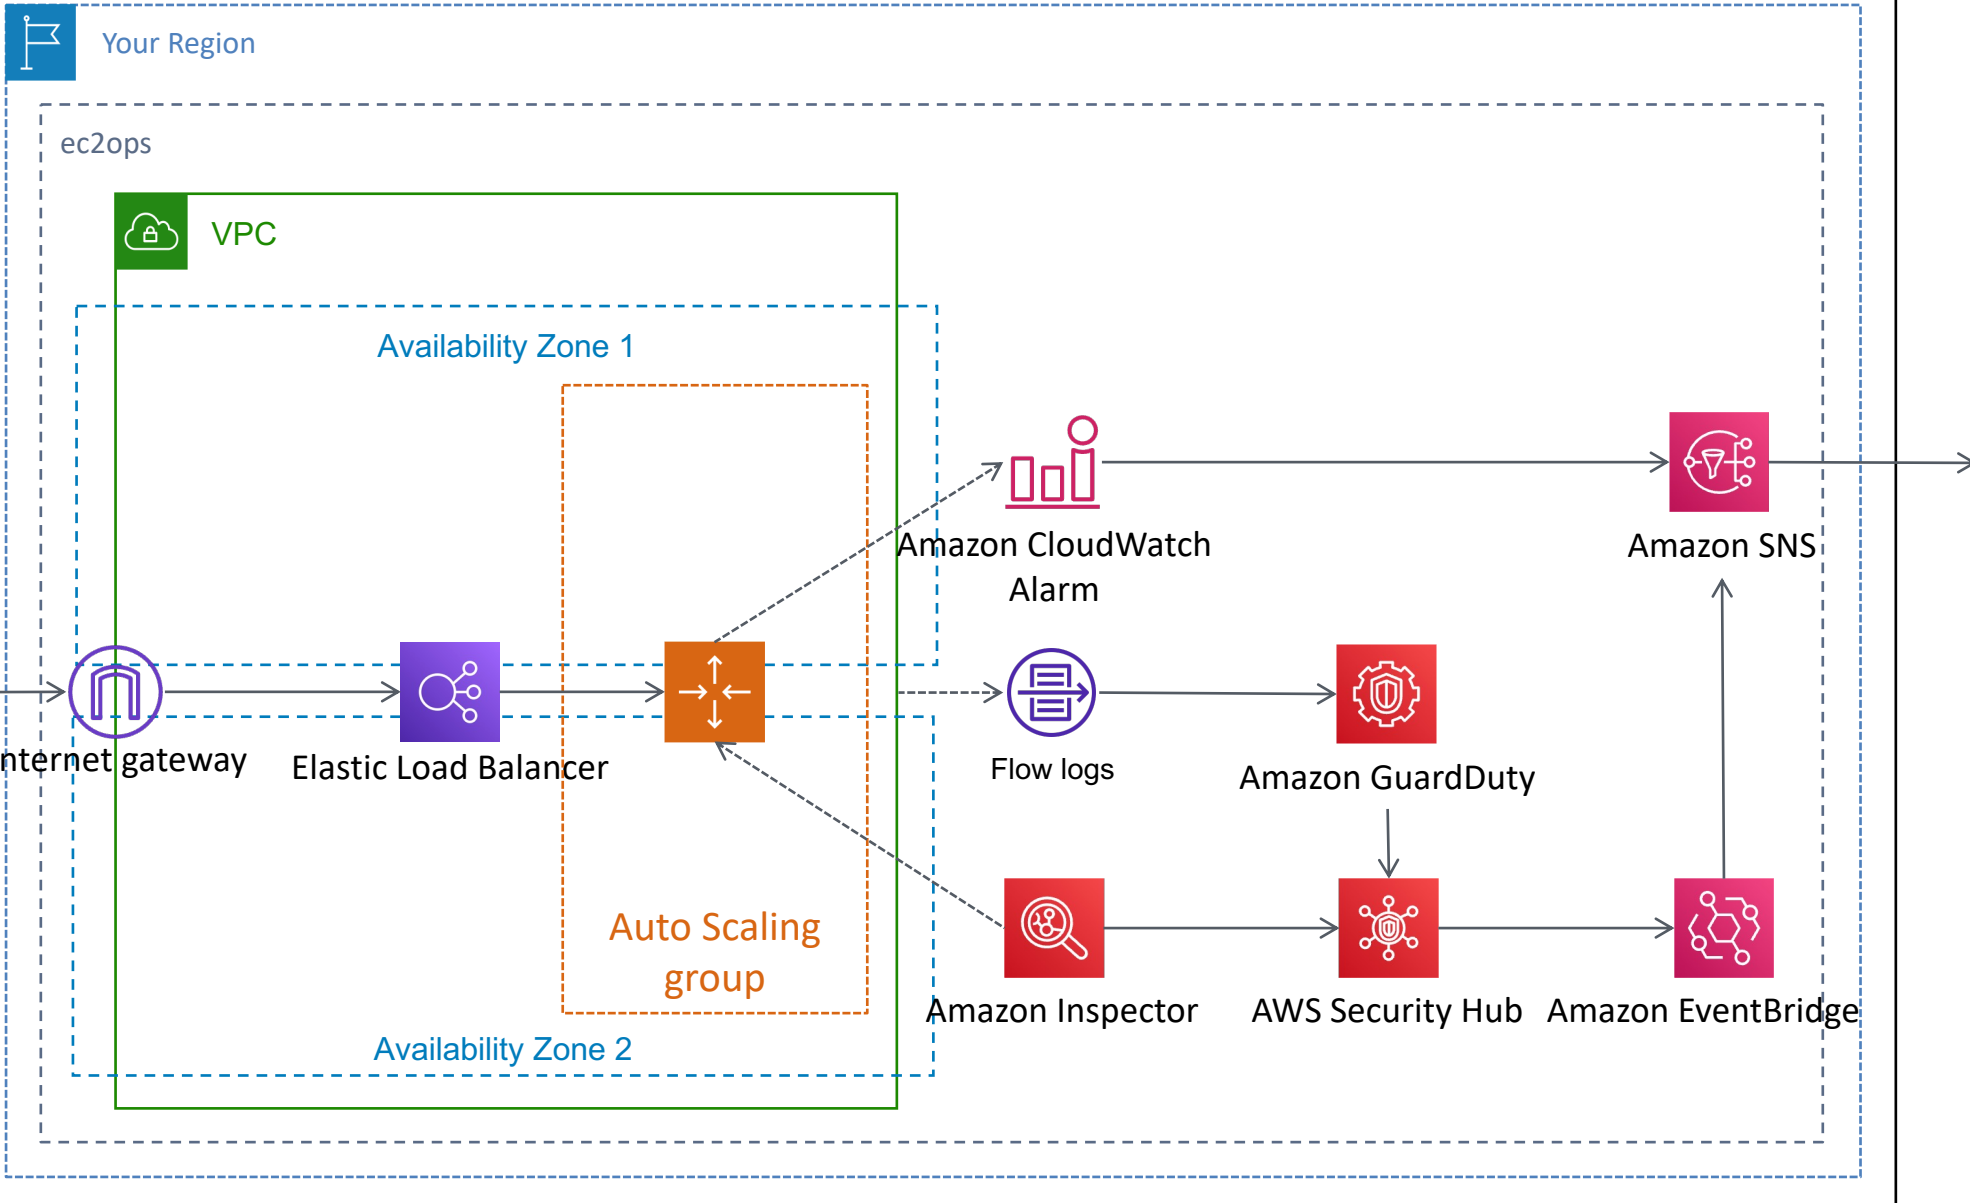 Your Region
ec2ops
VPC
Availability Zone 1
Amazon CloudWatch
Alarm
Amazon SNS
nternet gateway
Elastic Load Balancer
Flow logs
Amazon GuardDuty
Auto Scaling
group
Amazon Inspector
AWS Security Hub
Amazon EventBridge
Availability Zone 2